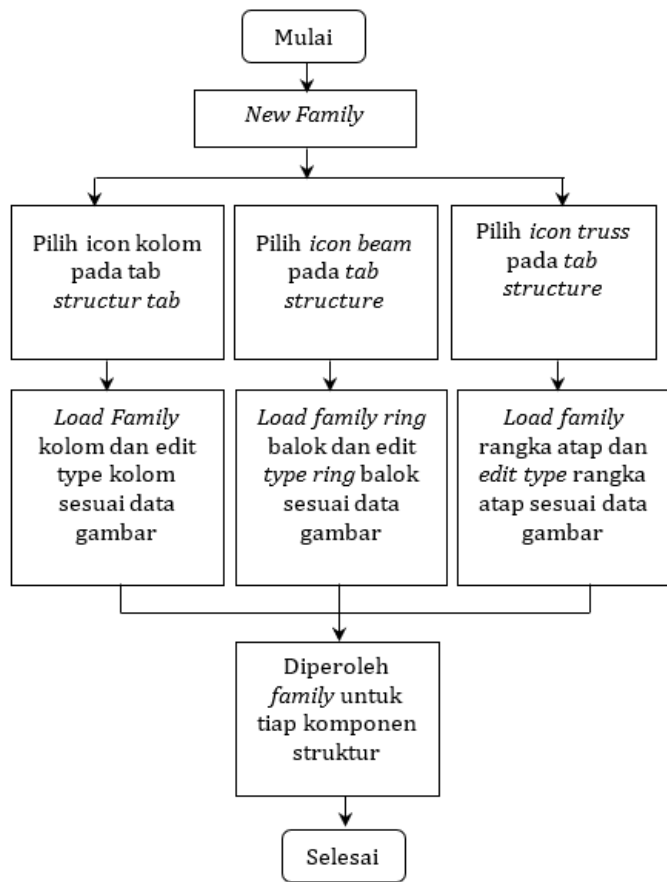 Mulai
New Family
Pilih icon kolom
pada tab
structur tab
Pilih icon beam
pada tab
structure
Pilih icon truss
pada tab
structure
Load Family
kolom dan edit
type kolom
sesuai data
gambar
Load family ring
balok dan edit
type ring balok
sesuai data
gambar
Load family
rangka atap dan
edit type rangka
atap sesuai data
gambar
Diperoleh
family untuk
tiap komponen
struktur
Selesai